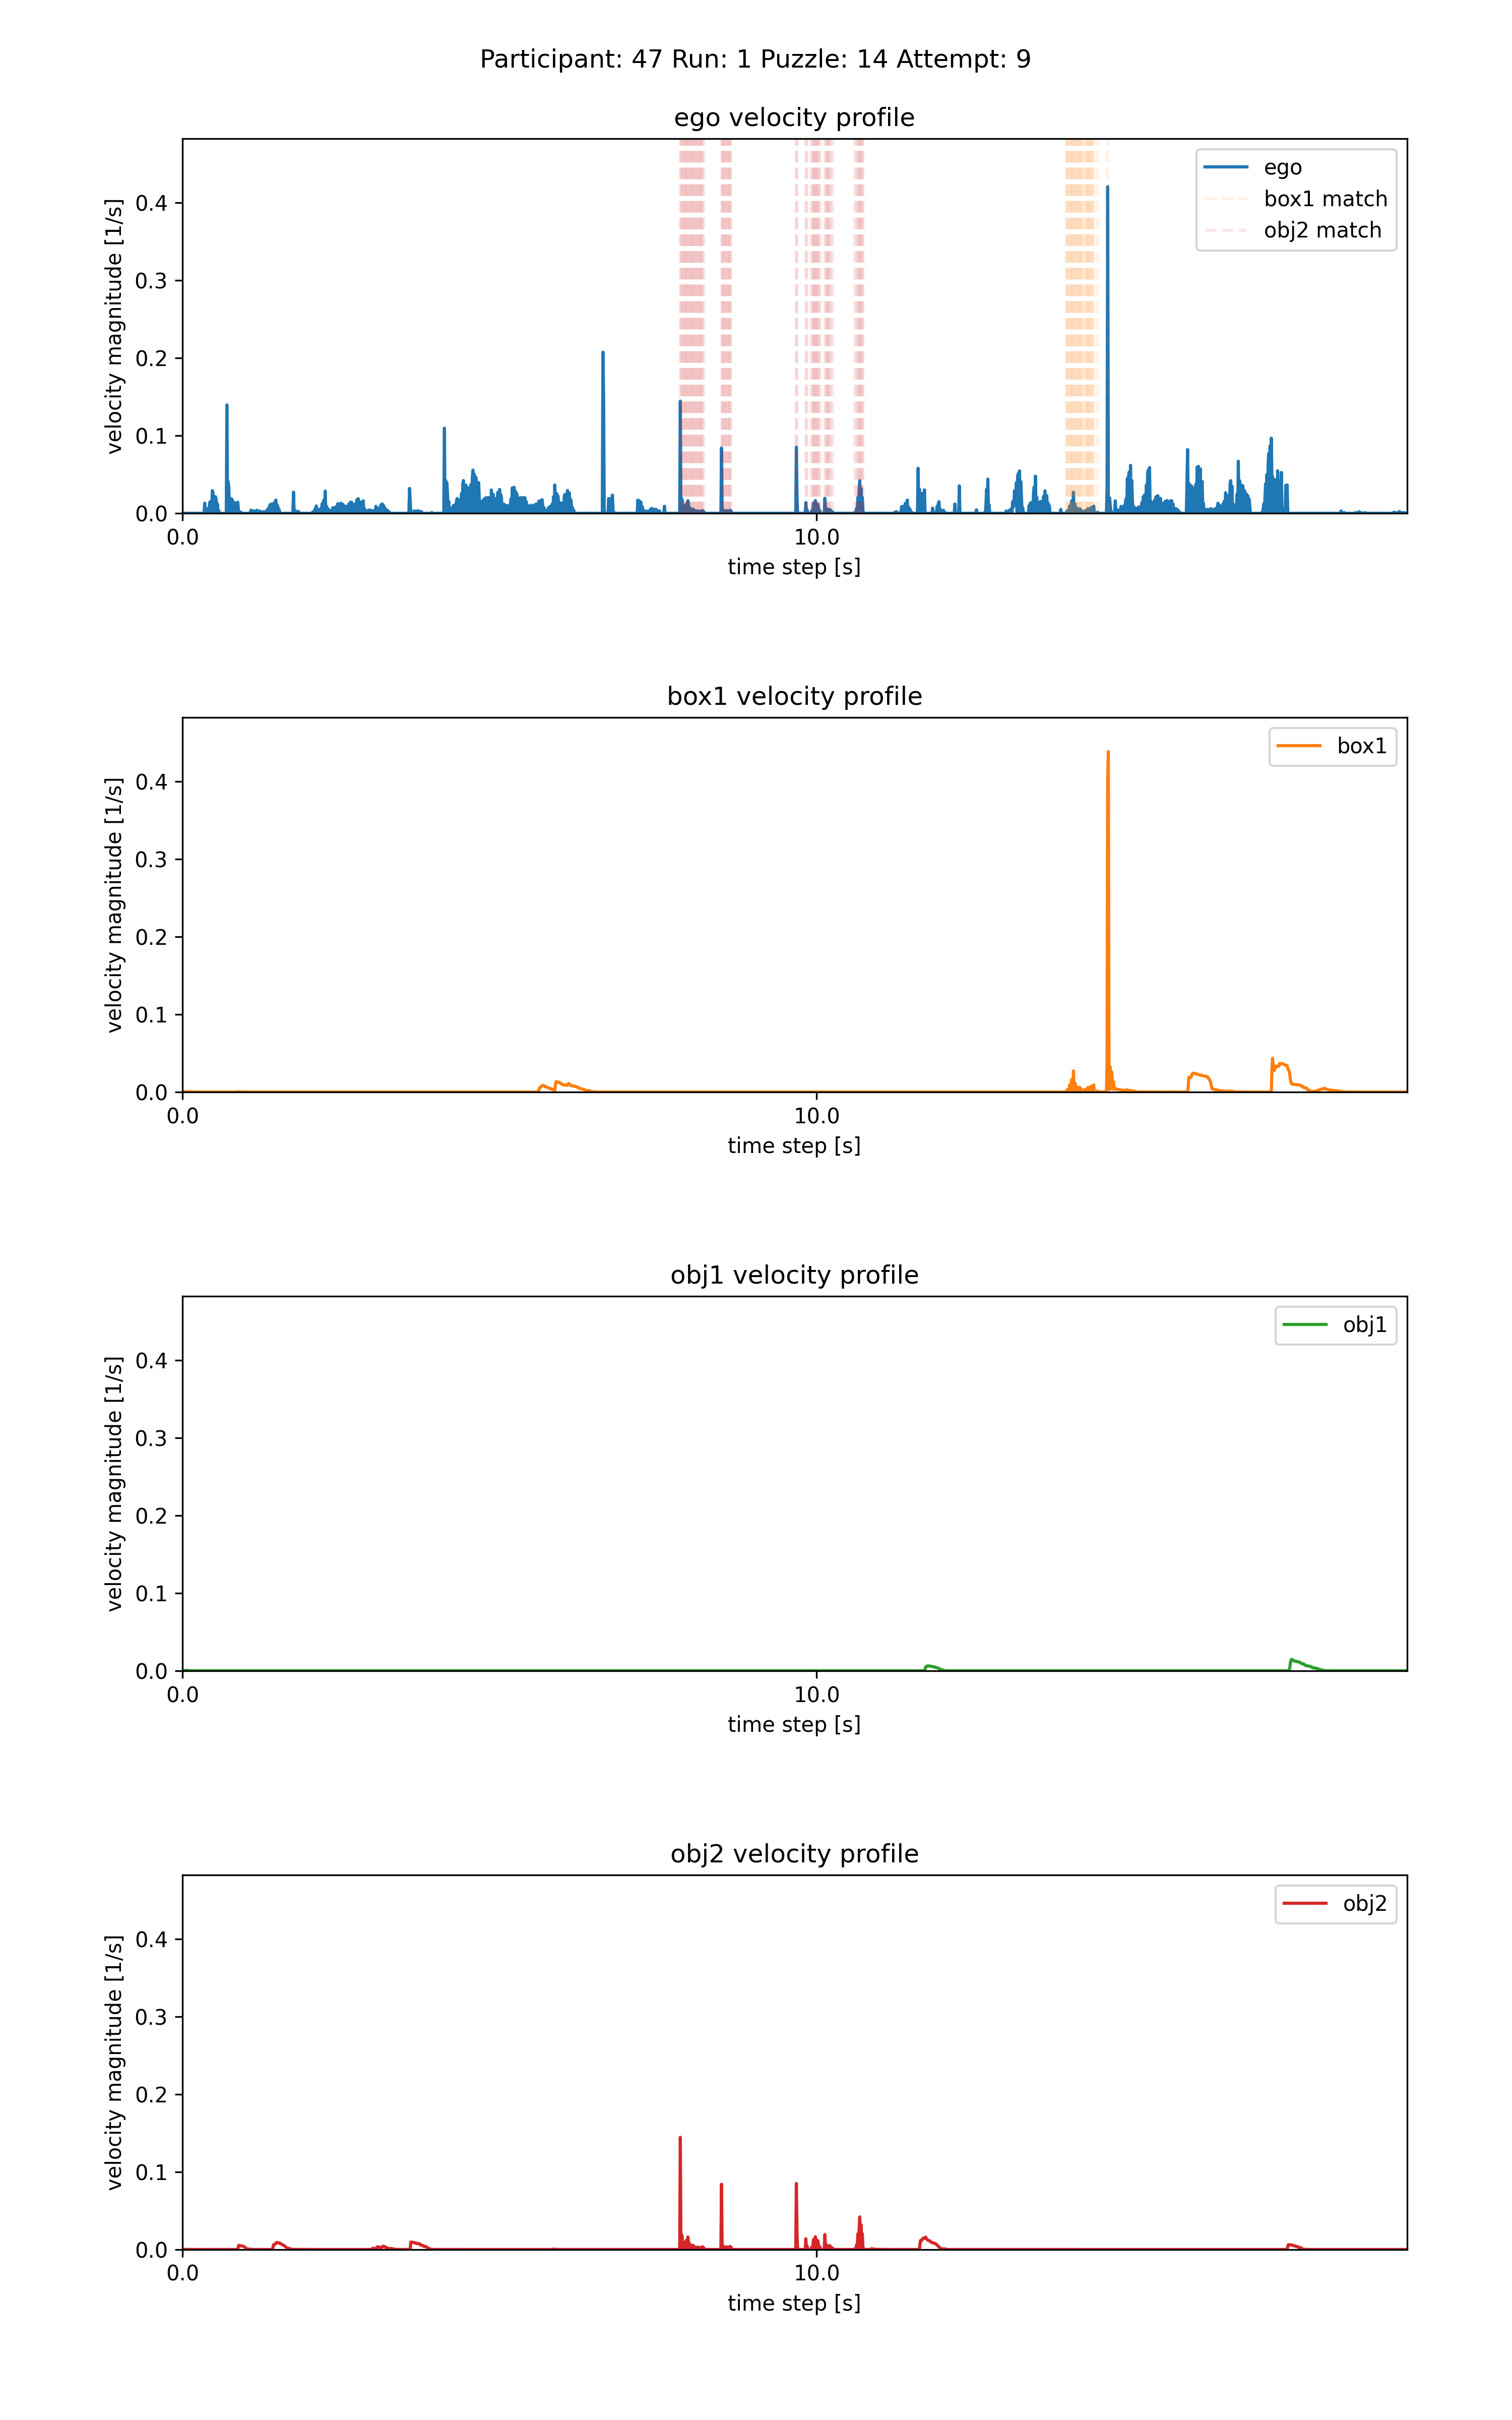 Participant: 47 Run: 1 Puzzle: 14 Attempt: 9
ego velocity profile
velocity magnitude [1/s]
0.4
0.3
0.2
0.1
0.0
ego
box1 match
obj2 match
0.0
10.0
time step [s]
box1 velocity profile
velocity magnitude [1/s]
0.4
0.3
0.2
0.1
0.0
box1
0.0
10.0
time step [s]
obj1 velocity profile
velocity magnitude [1/s]
0.4
0.3
0.2
0.1
0.0
obj1
0.0
10.0
time step [s]
obj2 velocity profile
velocity magnitude [1/s]
0.4
0.3
0.2
0.1
0.0
obj2
0.0
10.0
time step [s]